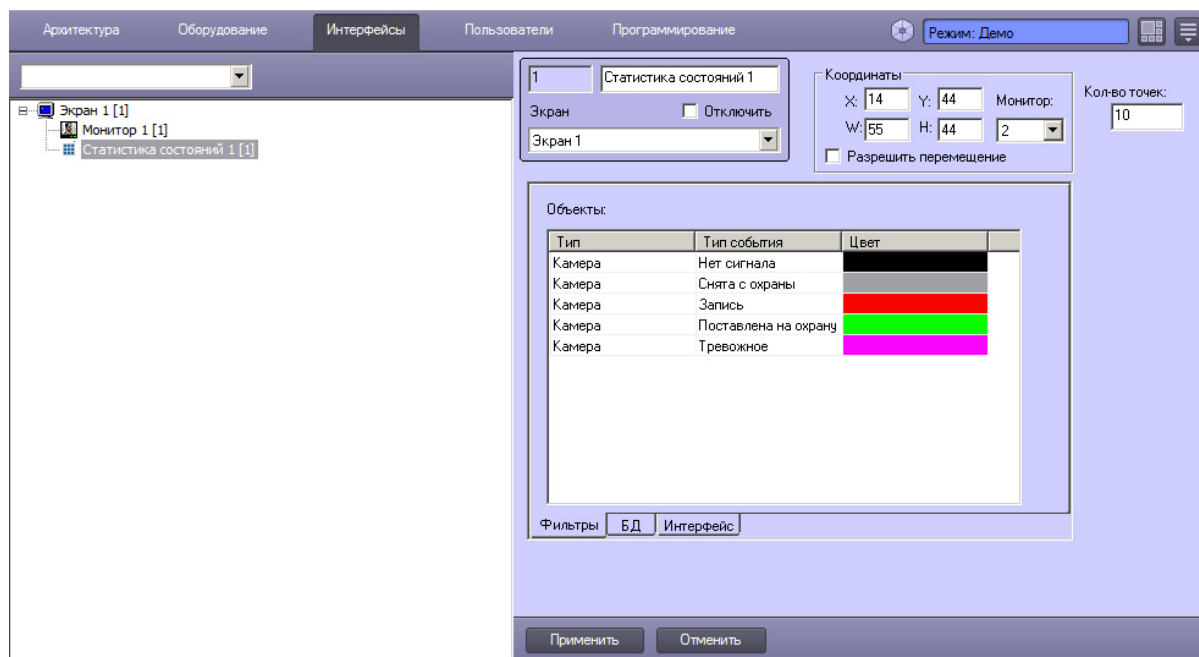 Архитектура Оборудование Интерфейсы Пользователи Программирование Режим: Демо
Экран 1 [1]
Монитор 1 [1]
Статистика состояний 1 [1]
1 Статистика состояний 1
Экран Отключить
Экран 1
Координаты
X: 14 Y: 44 Монитор:
W: 55 H: 44 2
Разрешить перемещение
Кол-во точек:
10
Объекты:
Тип Тип события Цвет
Камера Нет сигнала
Камера Снята с охраны
Камера Запись
Камера Поставлена на охрану
Камера Тревожное
Фильтры БД Интерфейс
Применить Отменить